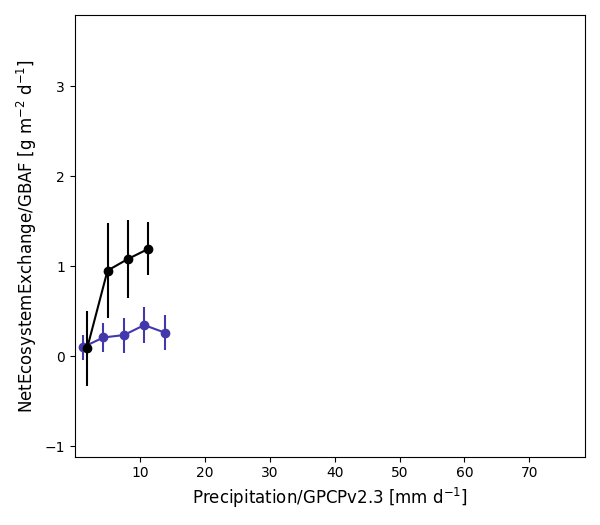 NetEcosystemExchange/GBAF [g m⁻² d⁻¹]
3
2
1
0
−1
10 20 30 40 50 60 70
Precipitation/GPCPv2.3 [mm d⁻¹]